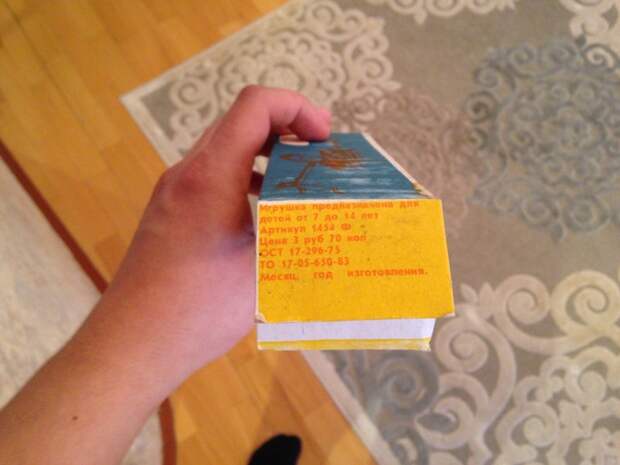 Игрушка предназначена для
детей от 7 до 14 лет
Артикул 1454 Ф
Цена 3 руб 70 коп
ОСТ 17-296-75
ТО 17-05-650-83
Месяц, год изготовления.